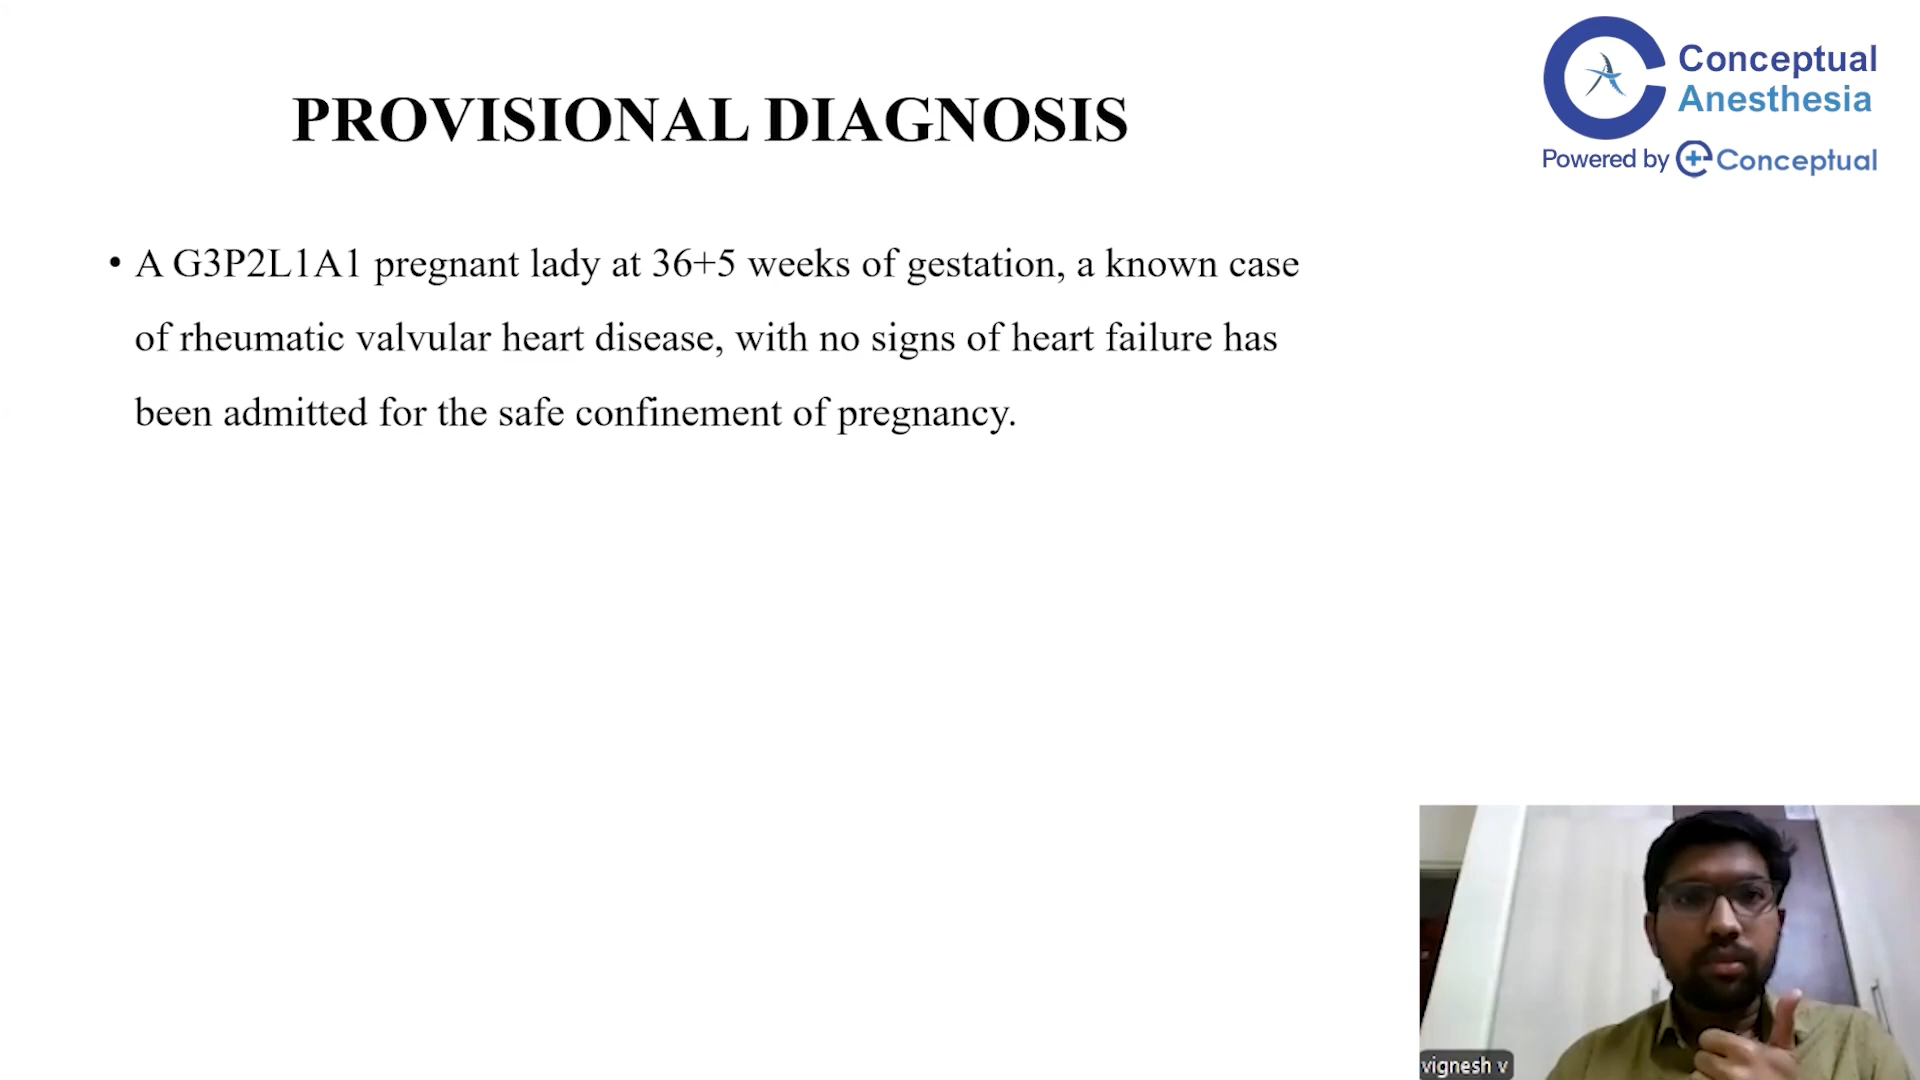 Conceptual
Anesthesia
Powered by Conceptual
PROVISIONAL DIAGNOSIS
• A G3P2L1A1 pregnant lady at 36+5 weeks of gestation, a known case
of rheumatic valvular heart disease, with no signs of heart failure has
been admitted for the safe confinement of pregnancy.
vignesh v